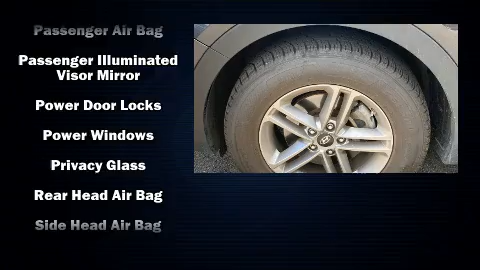 Passenger Air Bag
Passenger Illuminated
Visor Mirror
Power Door Locks
Power Windows
Privacy Glass
Rear Head Air Bag
Side Head Air Bag